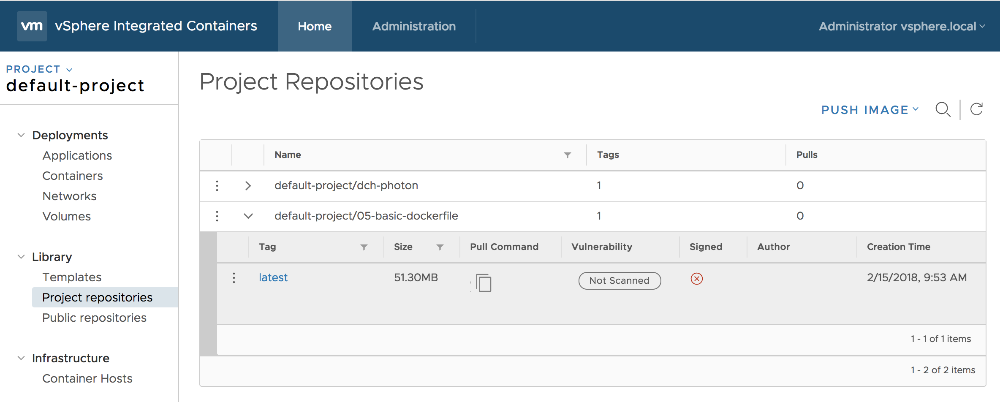 vm vSphere Integrated Containers Home Administration Administrator vsphere.local
PROJECT
default-project
Deployments
Applications
Containers
Networks
Volumes
Library
Templates
Project repositories
Public repositories
Infrastructure
Container Hosts
Project Repositories
PUSH IMAGE
Name Tags Pulls
default-project/dch-photon 1 0
default-project/05-basic-dockerfile 1 0
Tag Size Pull Command Vulnerability Signed Author Creation Time
latest 51.30MB Not Scanned 2/15/2018, 9:53 AM
1 - 1 of 1 items
1 - 2 of 2 items